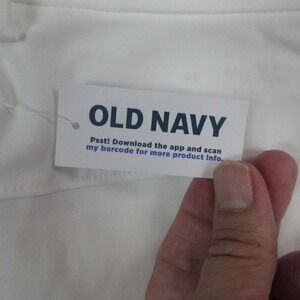 OLD NAVY
Psst! Download the app and scan
my barcode for more product info.